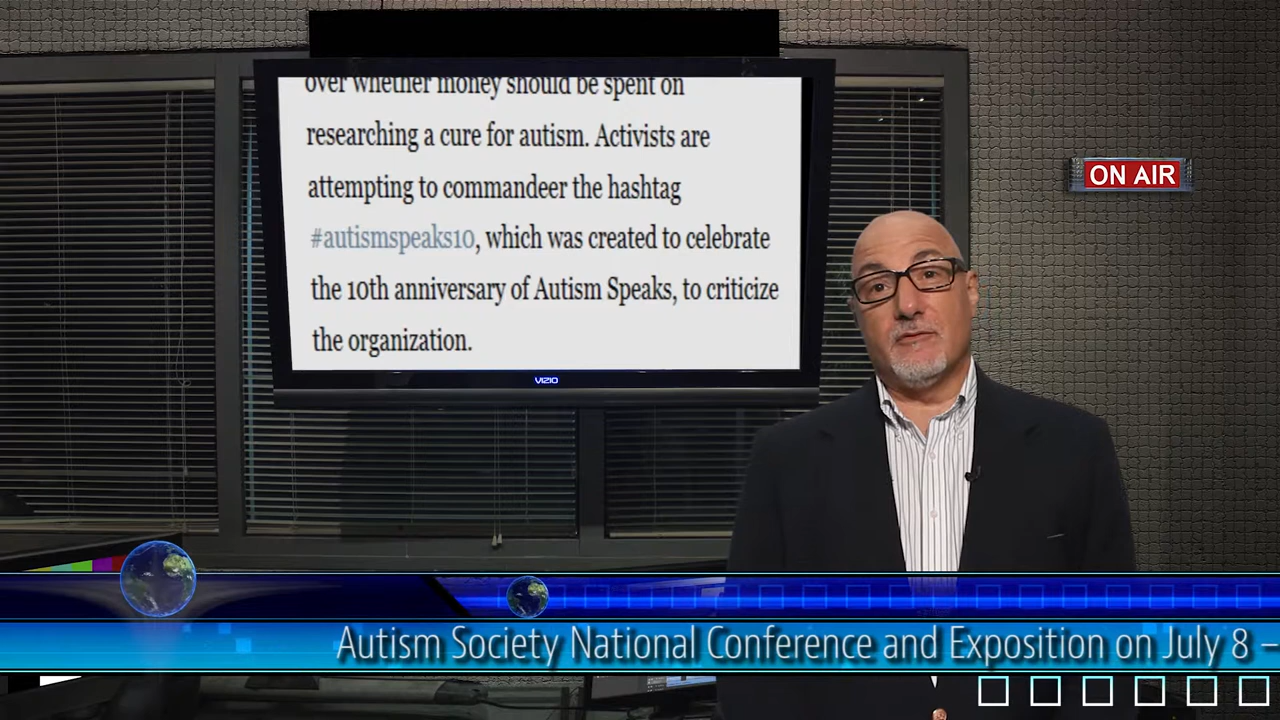 over whether money should be spent on
researching a cure for autism. Activists are
attempting to commandeer the hashtag
#autismspeaks10, which was created to celebrate
the 10th anniversary of Autism Speaks, to criticize
the organization.
VIZIO
ON AIR
Autism Society National Conference and Exposition on July 8 –